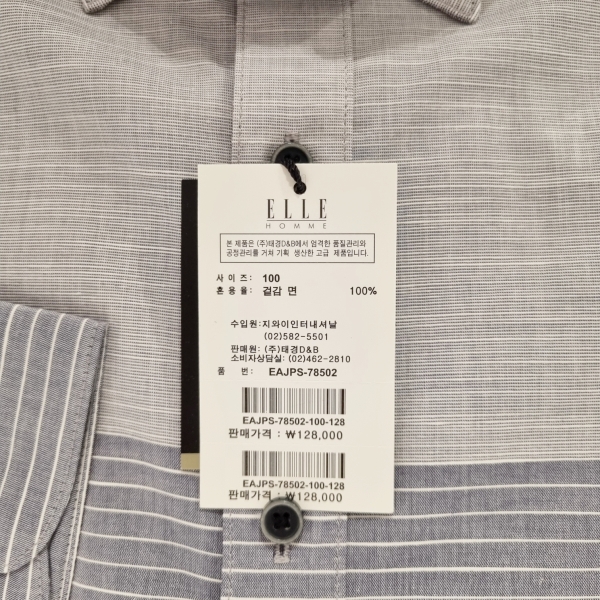 ELLE
HOMME
본 제품은 (주)태경D&B에서 엄격한 품질관리와
공정관리를 거쳐 기획 생산한 고급 제품입니다.
사 이 즈: 100
혼 용 율: 겉감 면 100%
수입원:지와이인터내셔날
(02)582-5501
판매원: (주)태경D&B
소비자상담실: (02)462-2810
품 번: EAJPS-78502
EAJPS-78502-100-128
판매가격 : ₩128,000
EAJPS-78502-100-128
판매가격 : ₩128,000